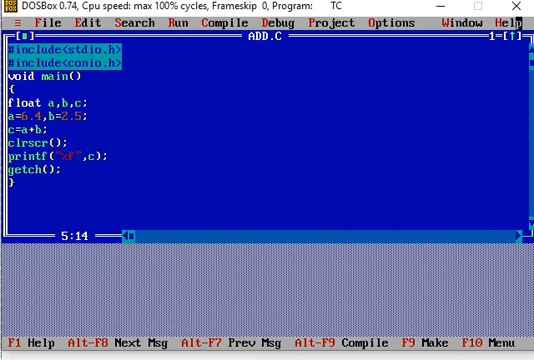 DOSBox 0.74, Cpu speed: max 100% cycles, Frameskip 0, Program: TC
≡ File Edit Search Run Compile Debug Project Options Window Help
[■] ADD.C 1=[↑]
#include<stdio.h>
#include<conio.h>
void main()
{
float a,b,c;
a=6.4,b=2.5;
c=a+b;
clrscr();
printf("%f",c);
getch();
}
5:14
F1 Help Alt-F8 Next Msg Alt-F7 Prev Msg Alt-F9 Compile F9 Make F10 Menu